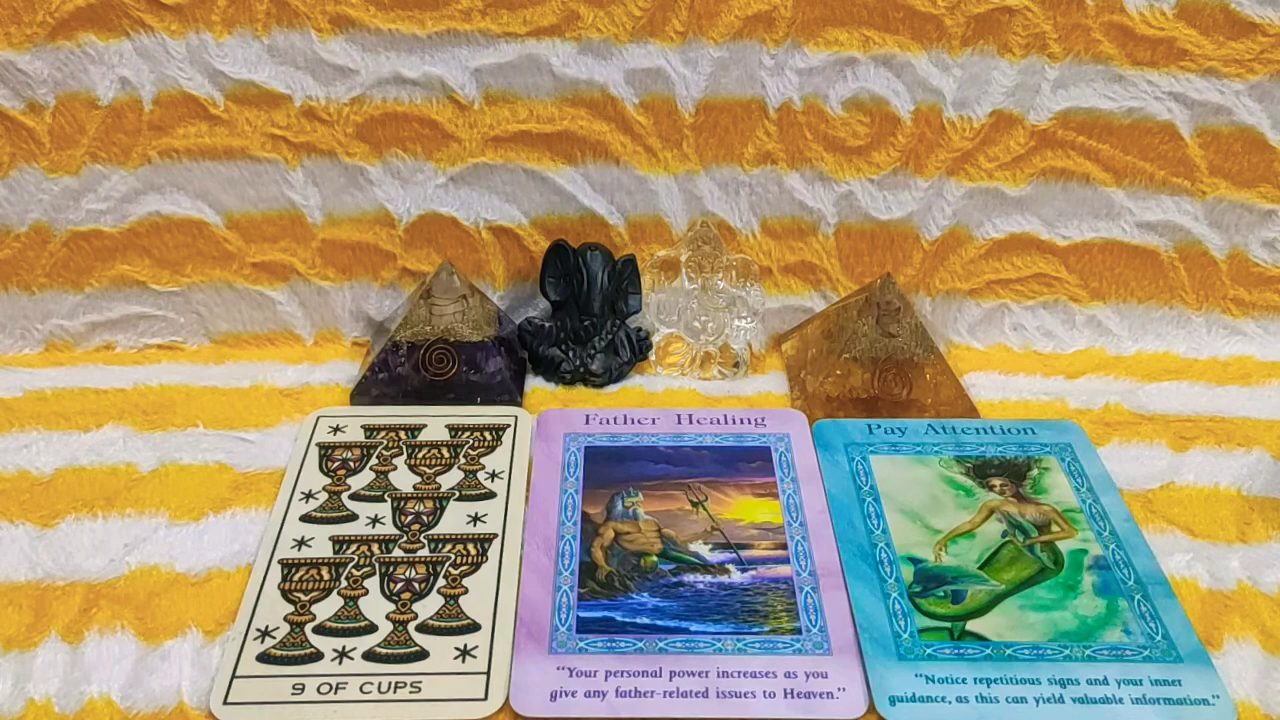 9 OF CUPS
Father Healing
“Your personal power increases as you
give any father-related issues to Heaven.”
Pay Attention
“Notice repetitious signs and your inner
guidance, as this can yield valuable information.”